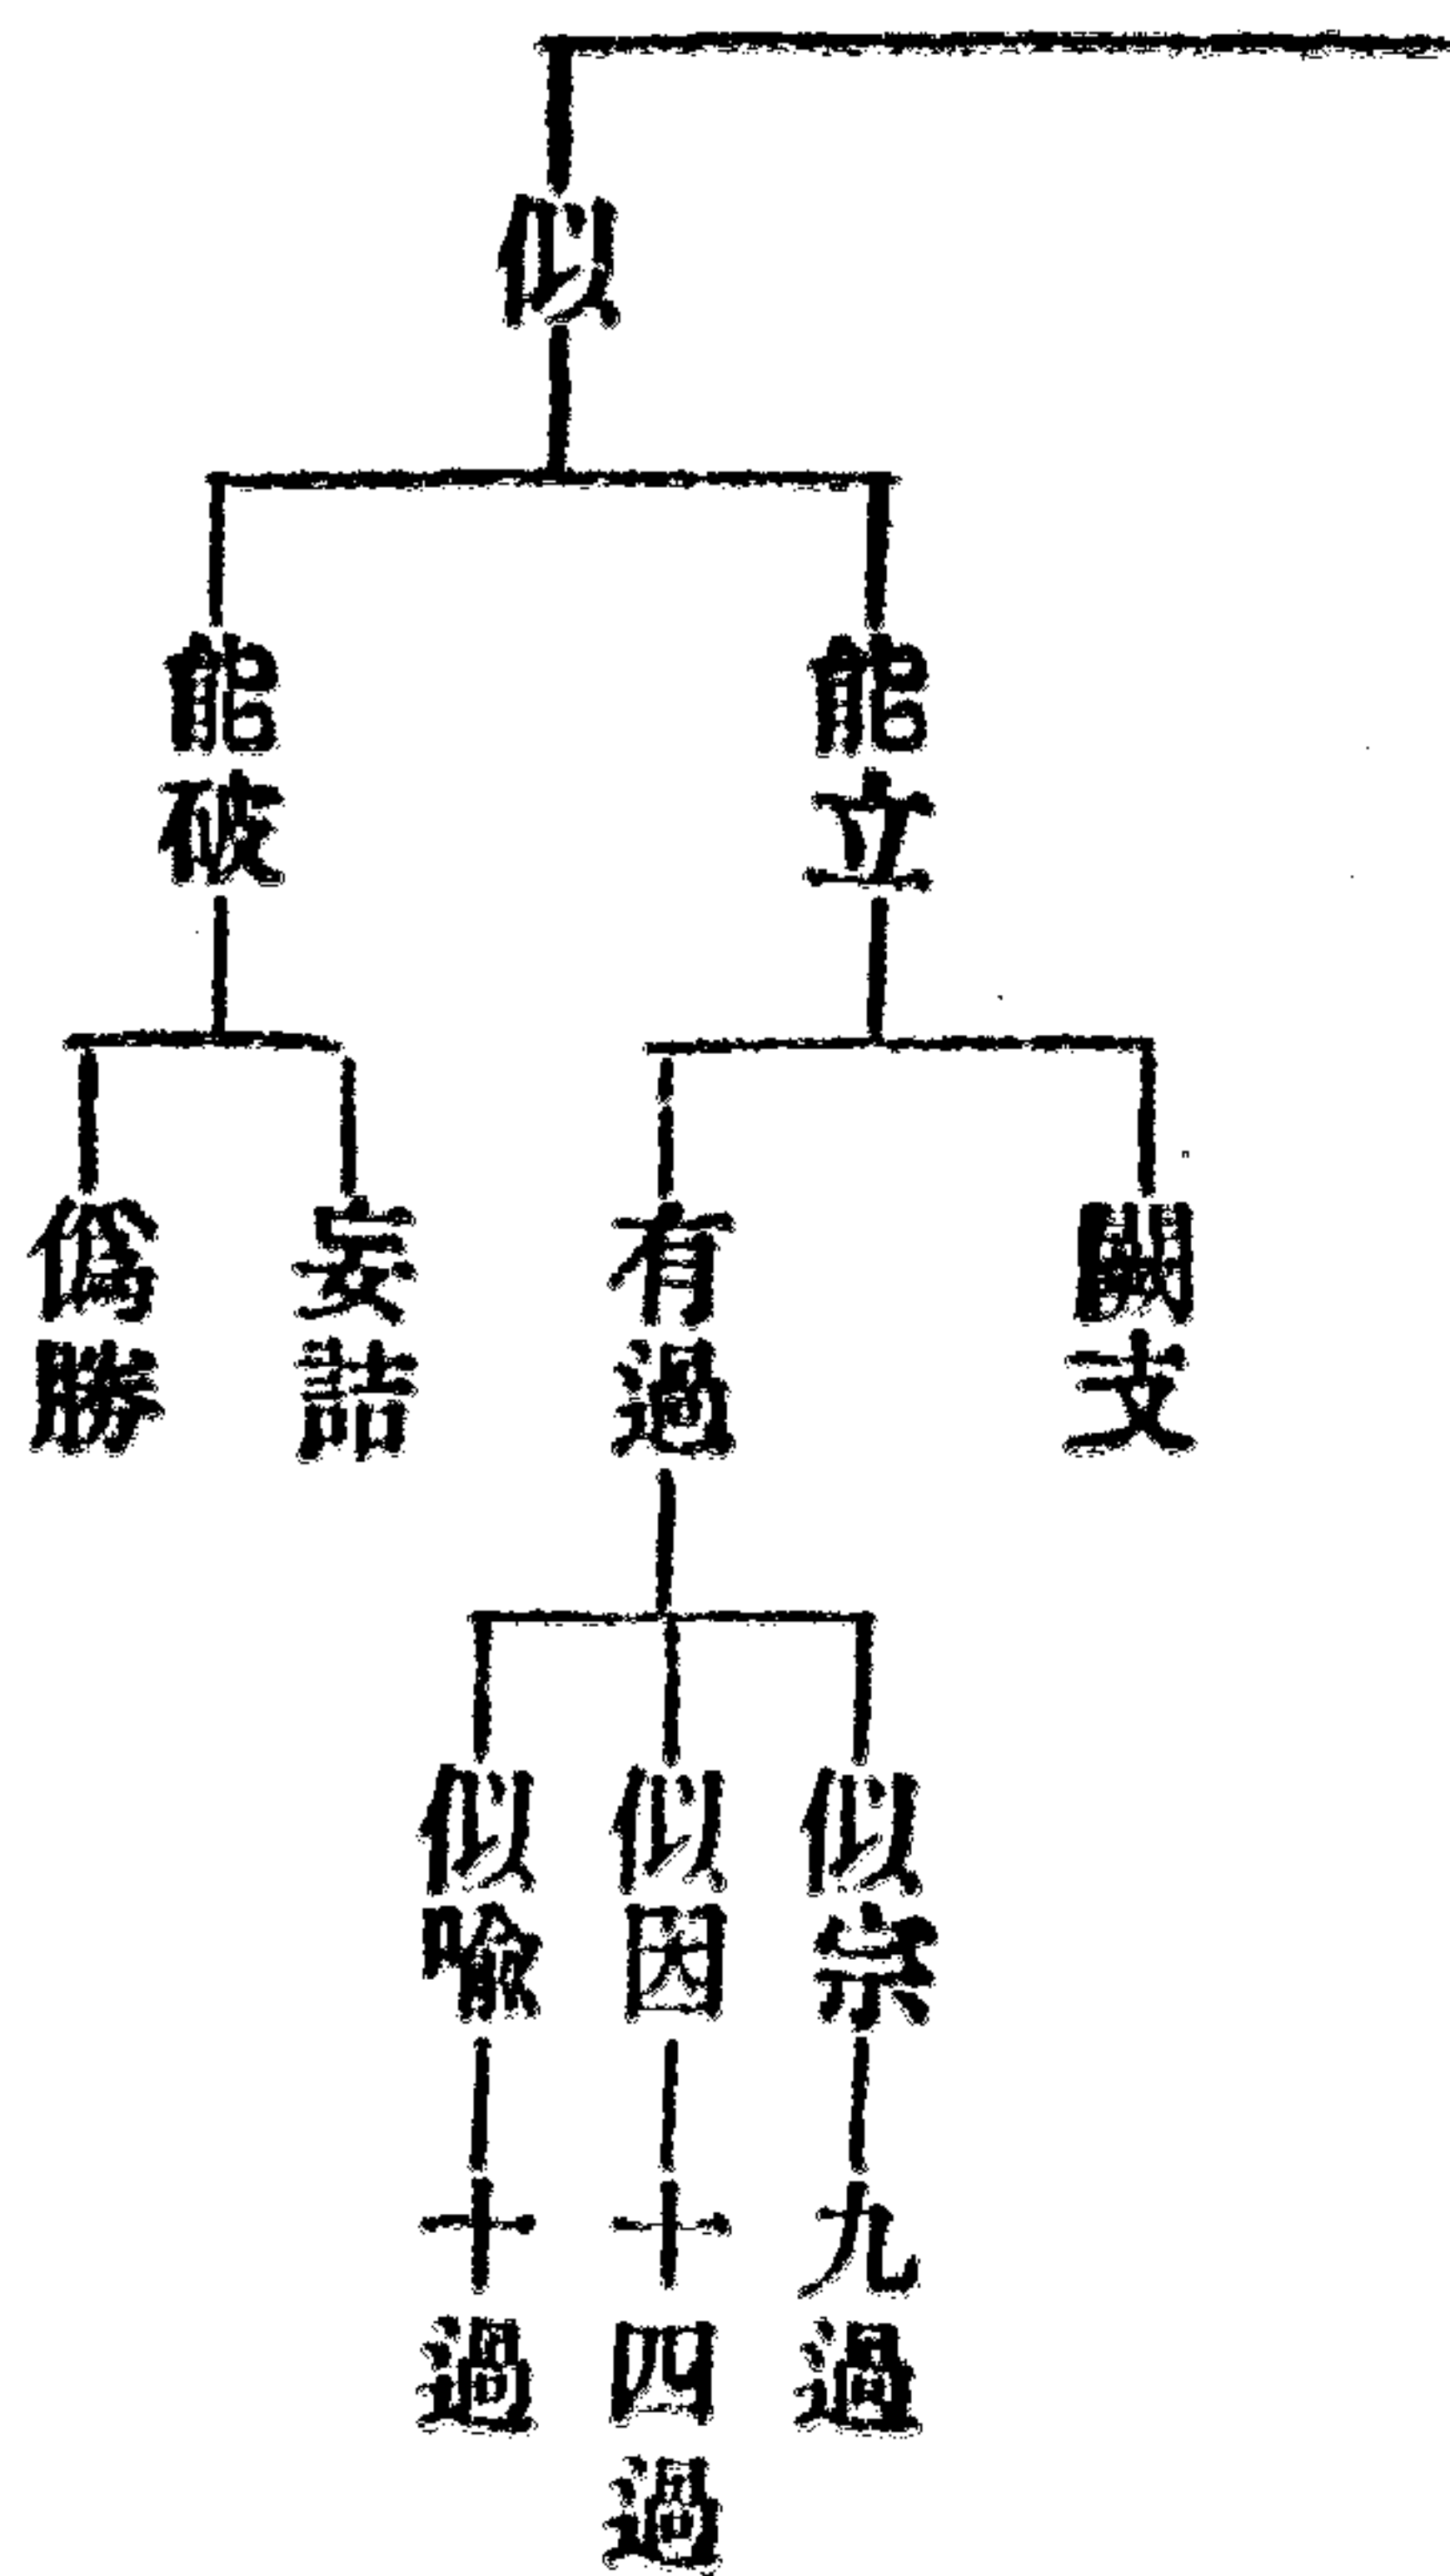 似
能立
能破
闕支
有過
妄詰
僞勝
似宗
似因
似喩
九過
十四過
十過